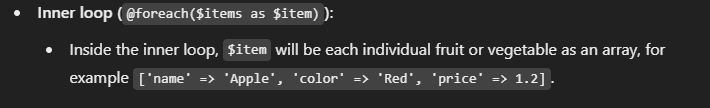 • Inner loop (@foreach($items as $item)):
• Inside the inner loop, $item will be each individual fruit or vegetable as an array, for
example ['name' => 'Apple', 'color' => 'Red', 'price' => 1.2].